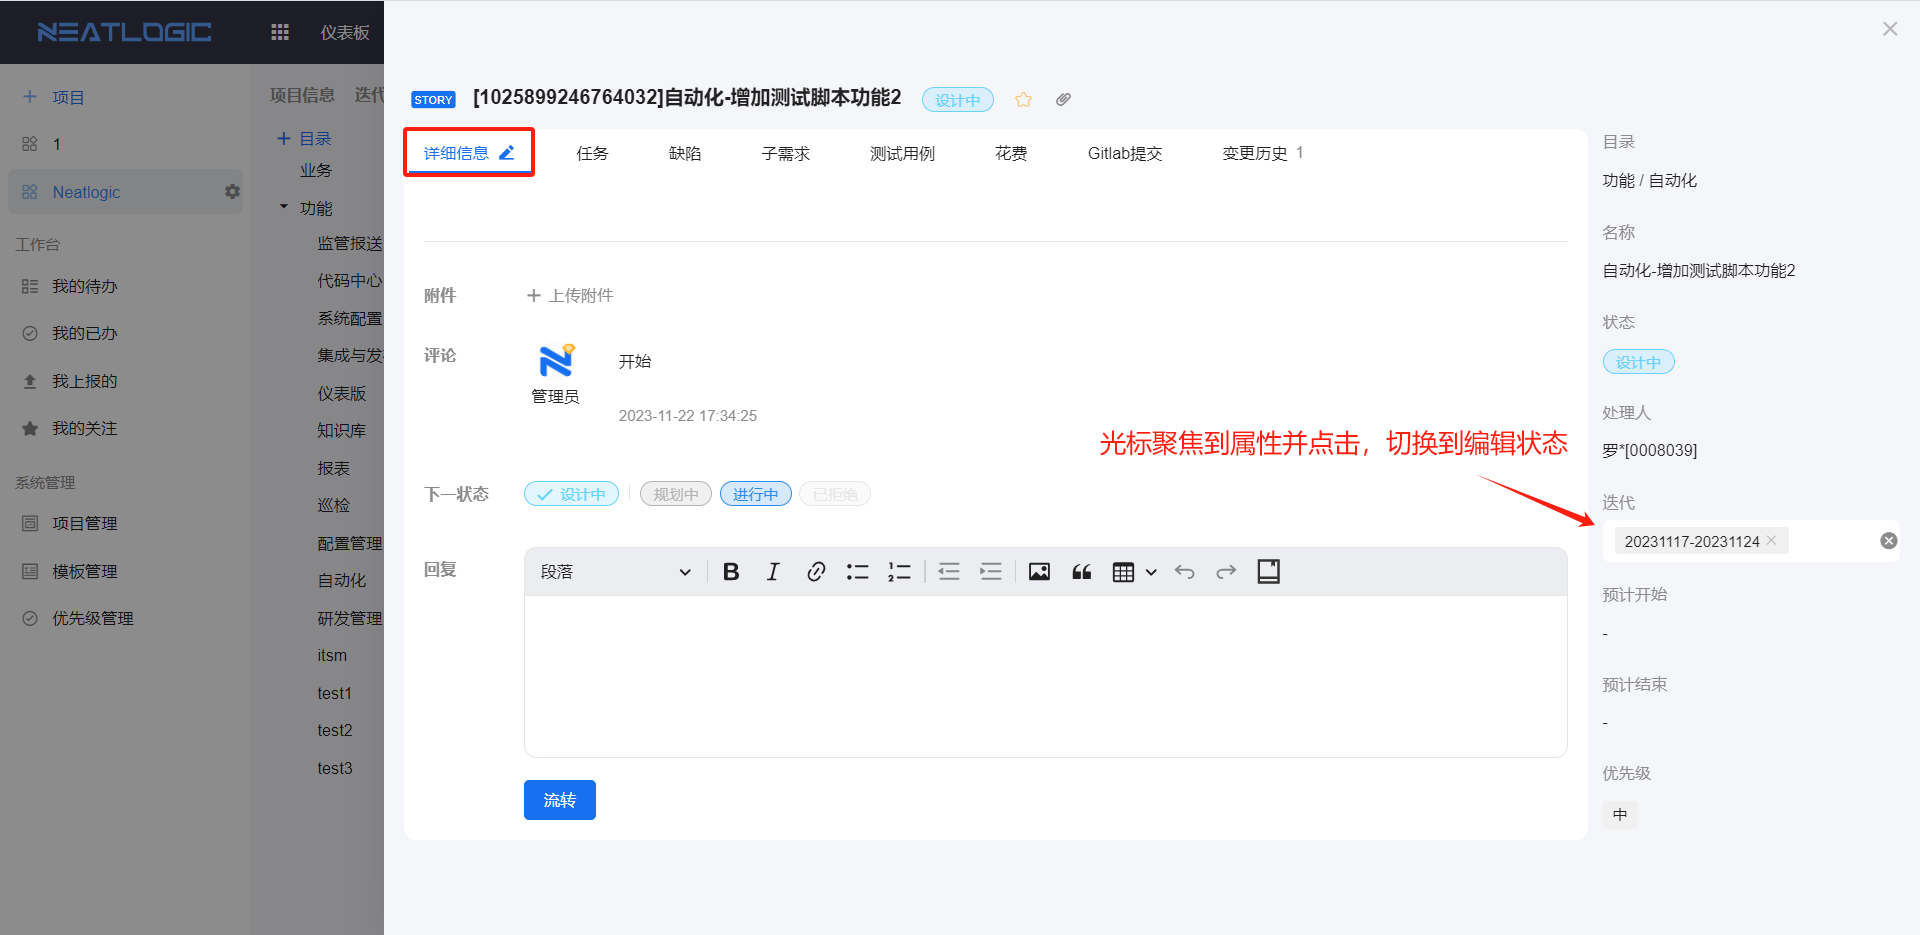 NEATLOGIC
仪表板
项目
1
Neatlogic
工作台
我的待办
我的已办
我上报的
我的关注
系统管理
项目管理
模板管理
优先级管理
项目信息
迭代
目录
业务
功能
监管报送
代码中心
系统配置
集成与发
仪表版
知识库
报表
巡检
配置管理
自动化
研发管理
itsm
test1
test2
test3
STORY [1025899246764032]自动化-增加测试脚本功能2 设计中
详细信息 任务 缺陷 子需求 测试用例 花费 Gitlab提交 变更历史 1
附件 上传附件
评论 开始
管理员
2023-11-22 17:34:25
光标聚焦到属性并点击，切换到编辑状态
下一状态 设计中 规划中 进行中 已拒绝
回复 段落
流转
目录
功能 / 自动化
名称
自动化-增加测试脚本功能2
状态
设计中
处理人
罗*[0008039]
迭代
20231117-20231124
预计开始
-
预计结束
-
优先级
中